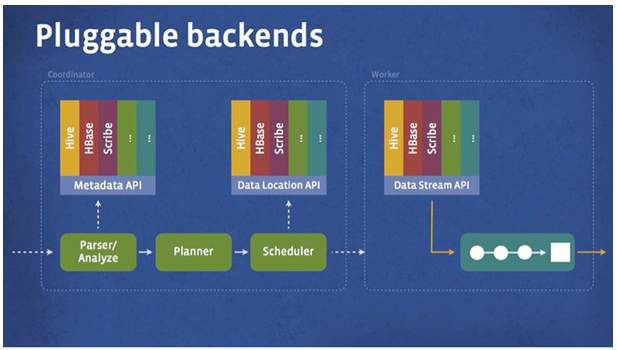 Pluggable backends
Coordinator
Worker
Hive
HBase
Scribe
...
...
Metadata API
Hive
HBase
Scribe
...
...
Data Location API
Hive
HBase
Scribe
...
...
Data Stream API
Parser/
Analyze
Planner
Scheduler